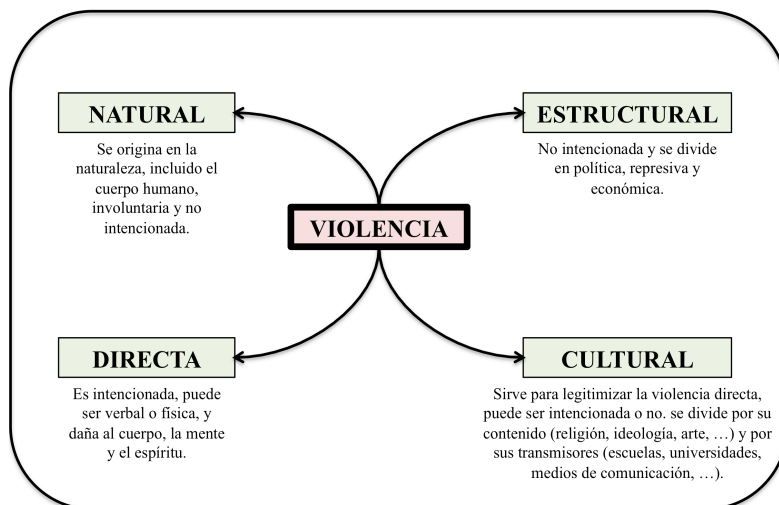 NATURAL
Se origina en la
naturaleza, incluido el
cuerpo humano,
involuntaria y no
intencionada.
ESTRUCTURAL
No intencionada y se divide
en política, represiva y
económica.
VIOLENCIA
DIRECTA
Es intencionada, puede
ser verbal o física, y
daña al cuerpo, la mente
y el espíritu.
CULTURAL
Sirve para legitimizar la violencia directa,
puede ser intencionada o no. se divide por su
contenido (religión, ideología, arte, …) y por
sus transmisores (escuelas, universidades,
medios de comunicación, …).